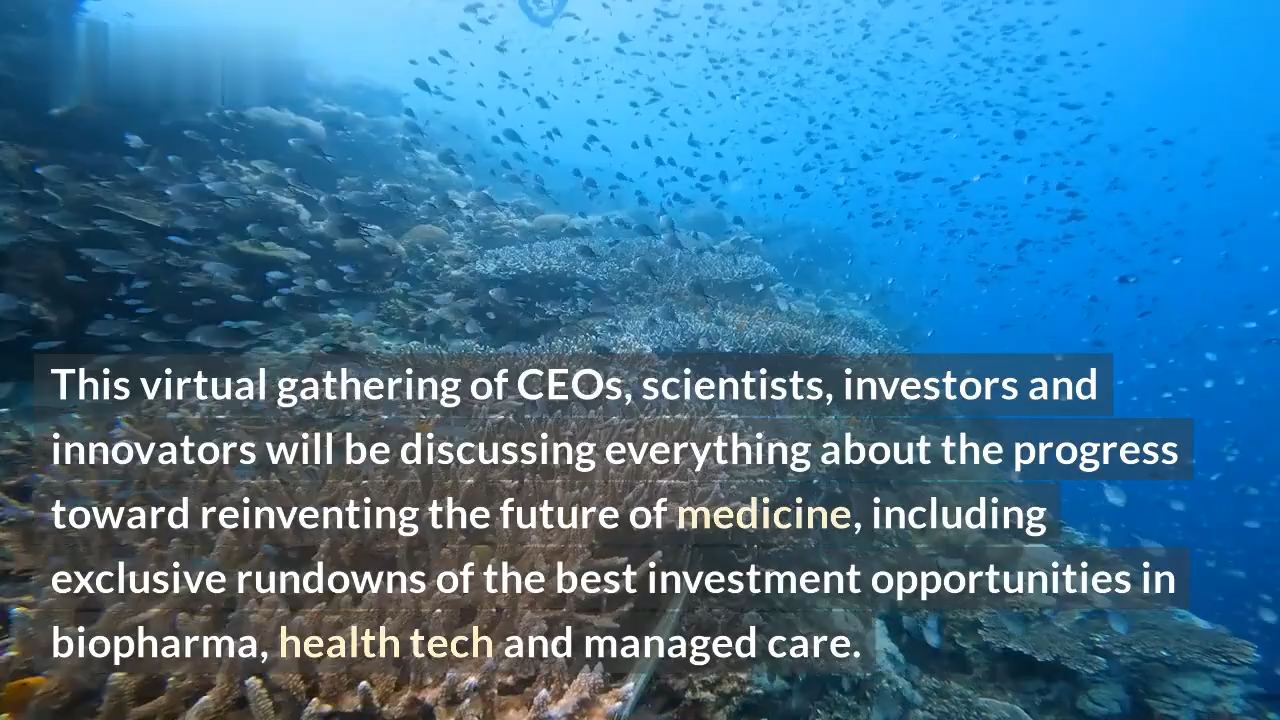 This virtual gathering of CEOs, scientists, investors and
innovators will be discussing everything about the progress
toward reinventing the future of medicine, including
exclusive rundowns of the best investment opportunities in
biopharma, health tech and managed care.